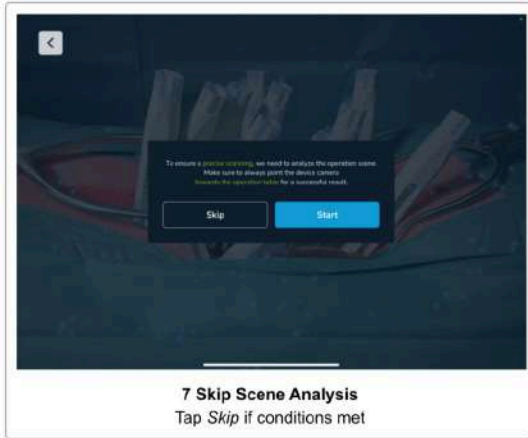 To ensure a precise scanning, we need to analyze the operation scene.
Make sure to always point the device camera
towards the operation table for a successful result.
Skip
Start
7 Skip Scene Analysis
Tap Skip if conditions met